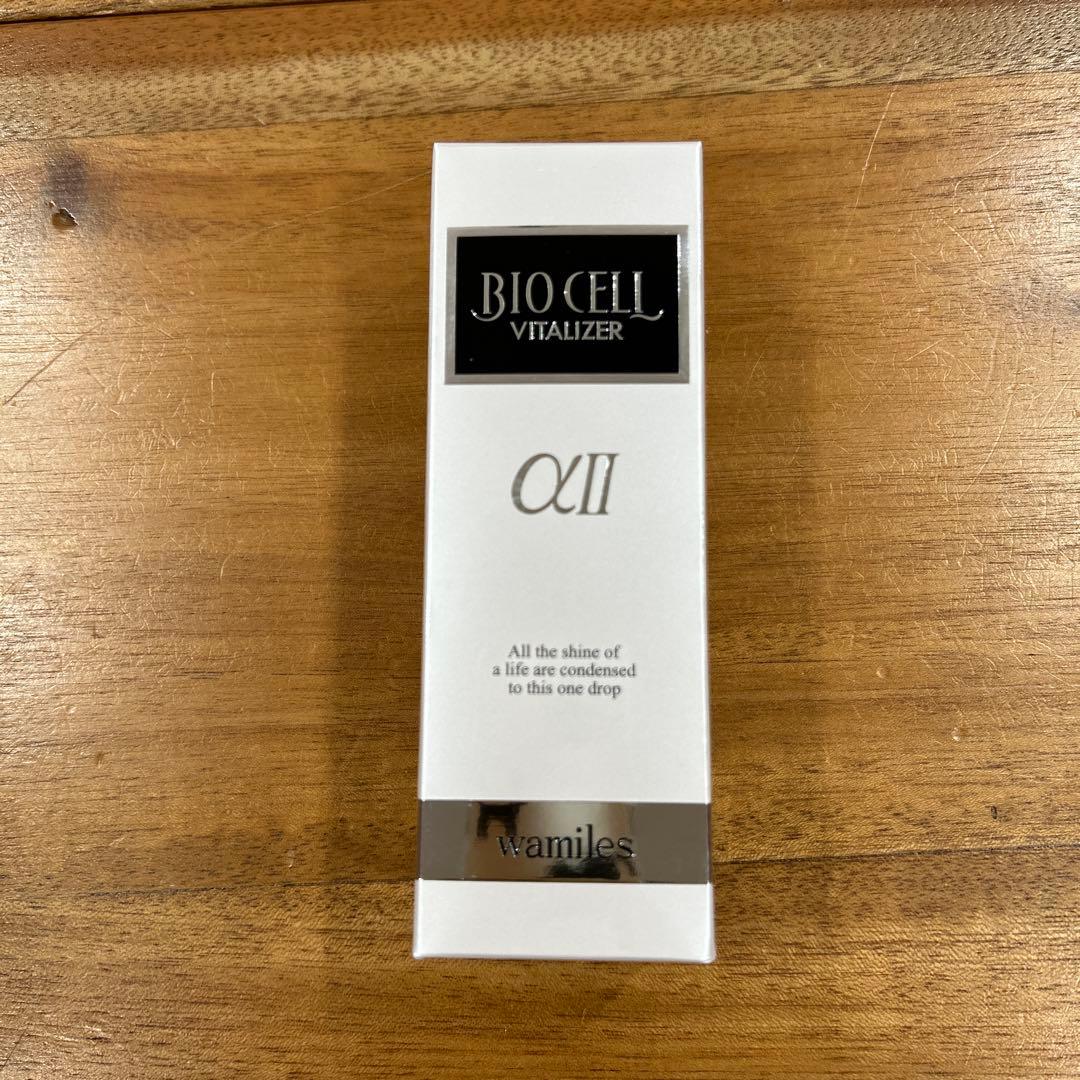 BIO CELL
VITALIZER
αII
All the shine of
a life are condensed
to this one drop
wamiles